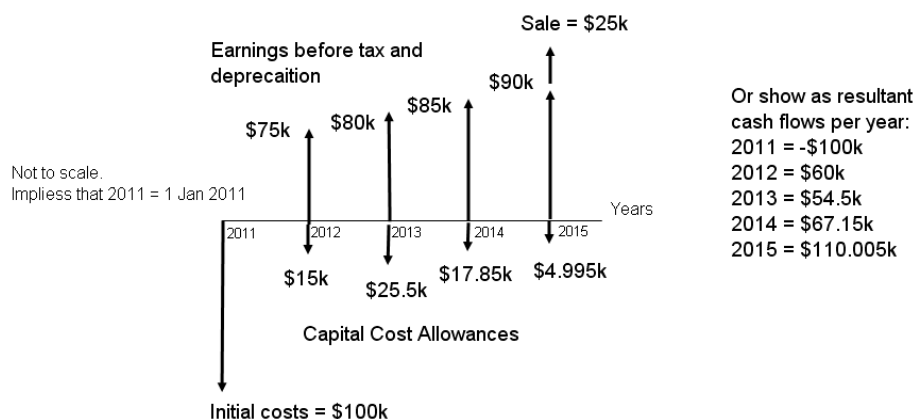 Sale = $25k
Earnings before tax and
deprecaition
$90k
$85k
$80k
$75k
Or show as resultant
cash flows per year:
2011 = -$100k
2012 = $60k
2013 = $54.5k
2014 = $67.15k
2015 = $110.005k
Not to scale.
Impliess that 2011 = 1 Jan 2011
Years
2011
2012
2013
2014
2015
$15k
$25.5k
$17.85k
$4.995k
Capital Cost Allowances
Initial costs = $100k